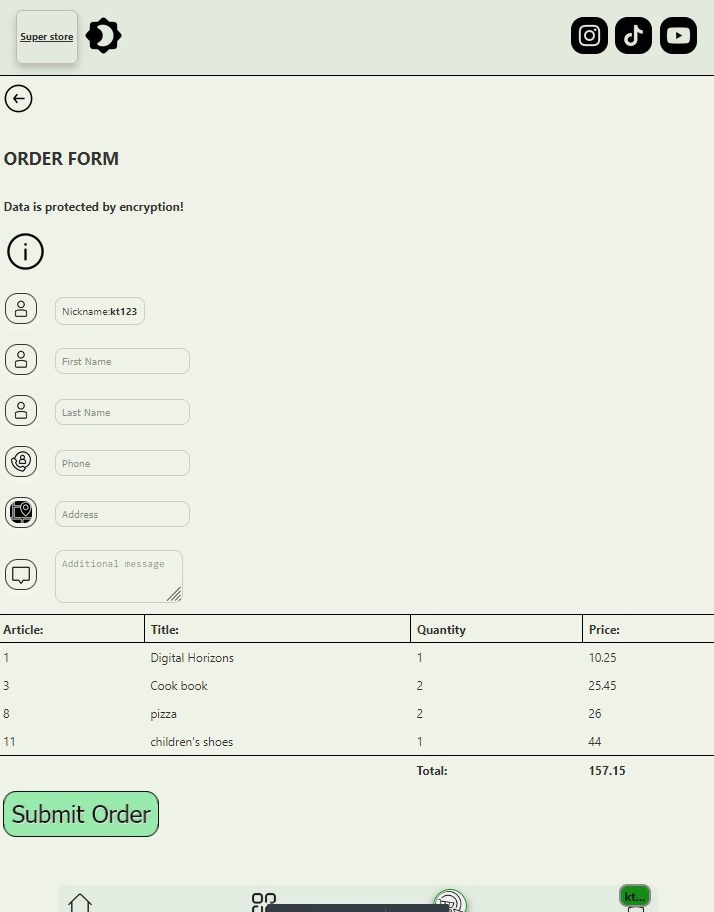 Super store
ORDER FORM
Data is protected by encryption!
Nickname:kt123
First Name
Last Name
Phone
Address
Additional message
Article: Title: Quantity Price:
1 Digital Horizons 1 10.25
3 Cook book 2 25.45
8 pizza 2 26
11 children's shoes 1 44
Total: 157.15
Submit Order
kt...